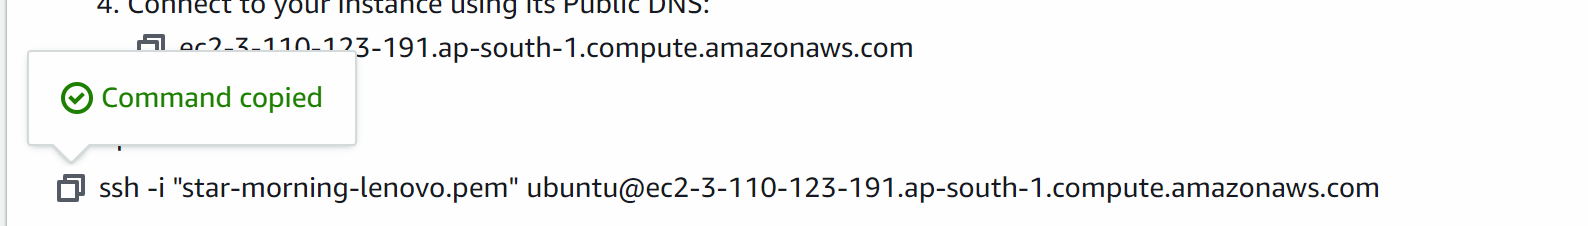 4. Connect to your instance using its Public DNS:
ec2-3-110-123-191.ap-south-1.compute.amazonaws.com
Command copied
ssh -i "star-morning-lenovo.pem" ubuntu@ec2-3-110-123-191.ap-south-1.compute.amazonaws.com